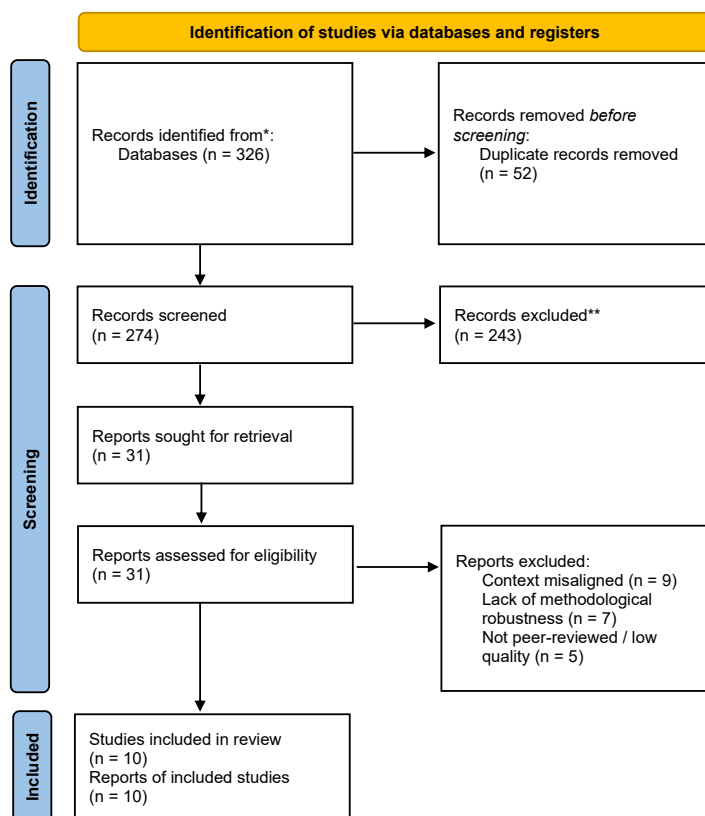 Identification of studies via databases and registers
Identification
Records identified from*:
Databases (n = 326)
Records removed before
screening:
Duplicate records removed
(n = 52)
Screening
Records screened
(n = 274)
Records excluded**
(n = 243)
Reports sought for retrieval
(n = 31)
Reports assessed for eligibility
(n = 31)
Reports excluded:
Context misaligned (n = 9)
Lack of methodological
robustness (n = 7)
Not peer-reviewed / low
quality (n = 5)
Included
Studies included in review
(n = 10)
Reports of included studies
(n = 10)